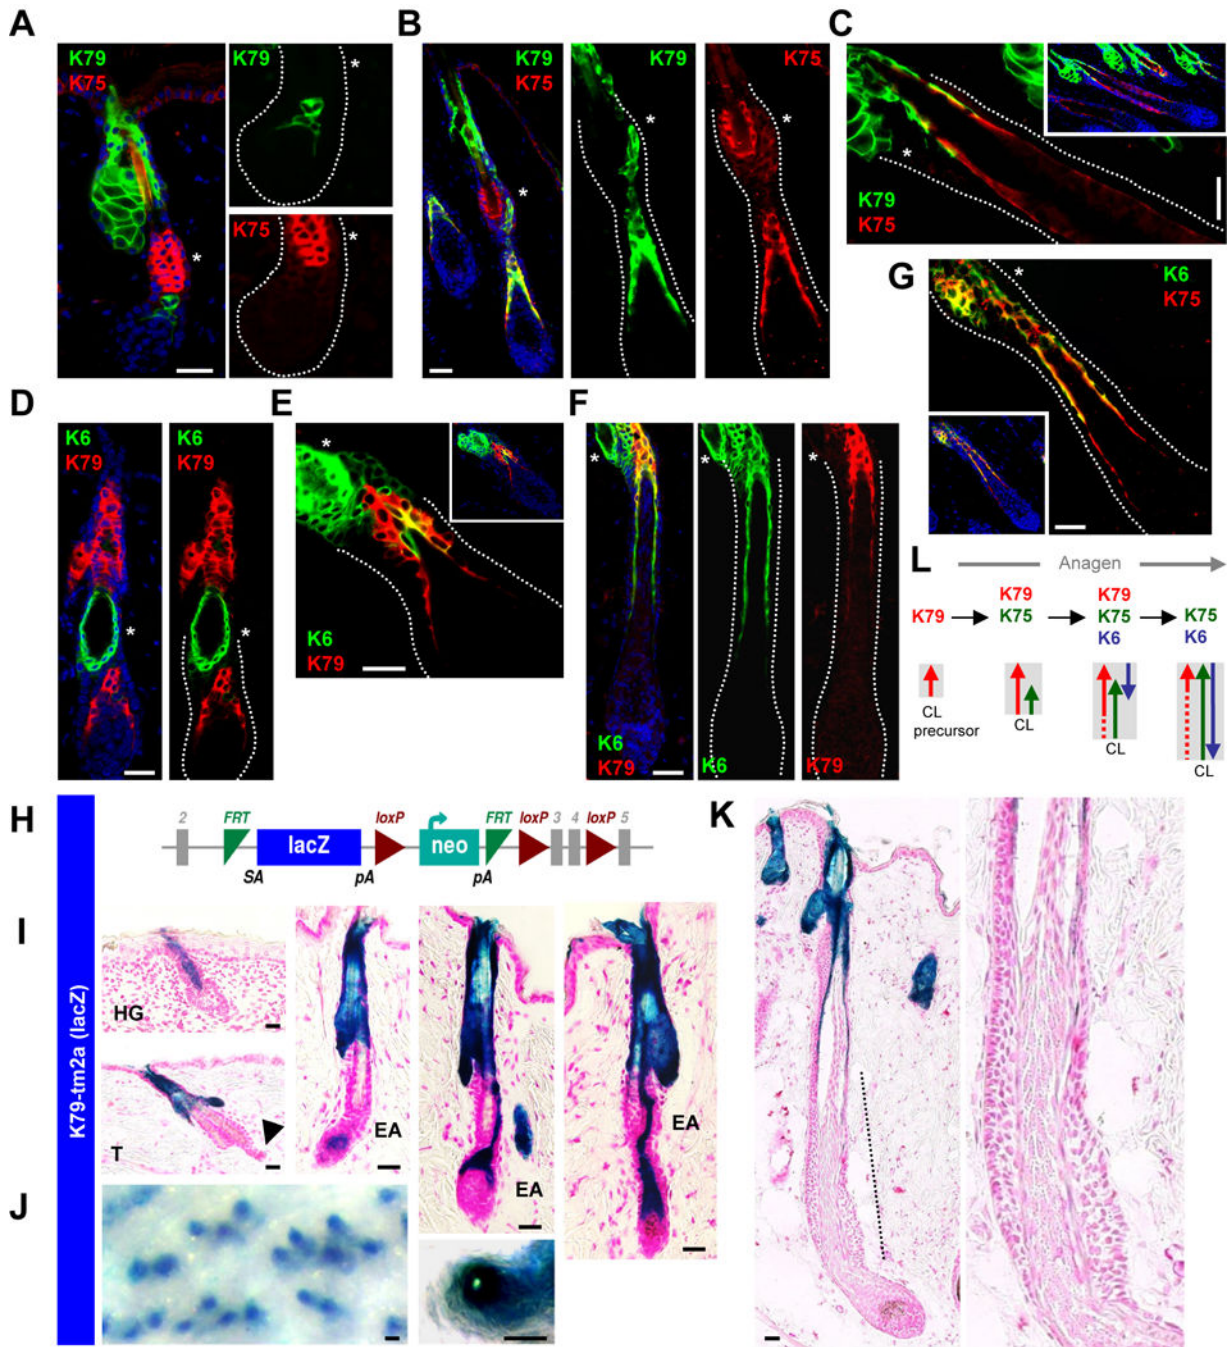 A
K79
K75
K79
*
K75
*
*
B
K79
K75
*
K79
*
K75
*
C
K79
K75
*
G
K6
K75
*
D
K6
K79
*
K6
K79
*
E
*
K6
K79
F
*
K6
K79
*
K6
*
K79
L
Anagen
K79
K79
K75
K79
K75
K6
K75
K6
CL
precursor
CL
CL
CL
K79-tm2a (lacZ)
H
2 FRT lacZ loxP neo FRT loxP 3 4 loxP 5
SA pA pA
I
HG
T
EA
EA
EA
J
K